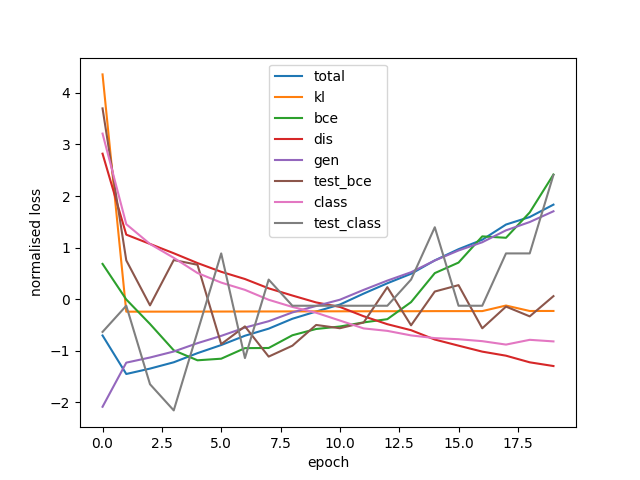 normalised loss
4
3
2
1
0
−1
−2
total
kl
bce
dis
gen
test_bce
class
test_class
0.0 2.5 5.0 7.5 10.0 12.5 15.0 17.5
epoch